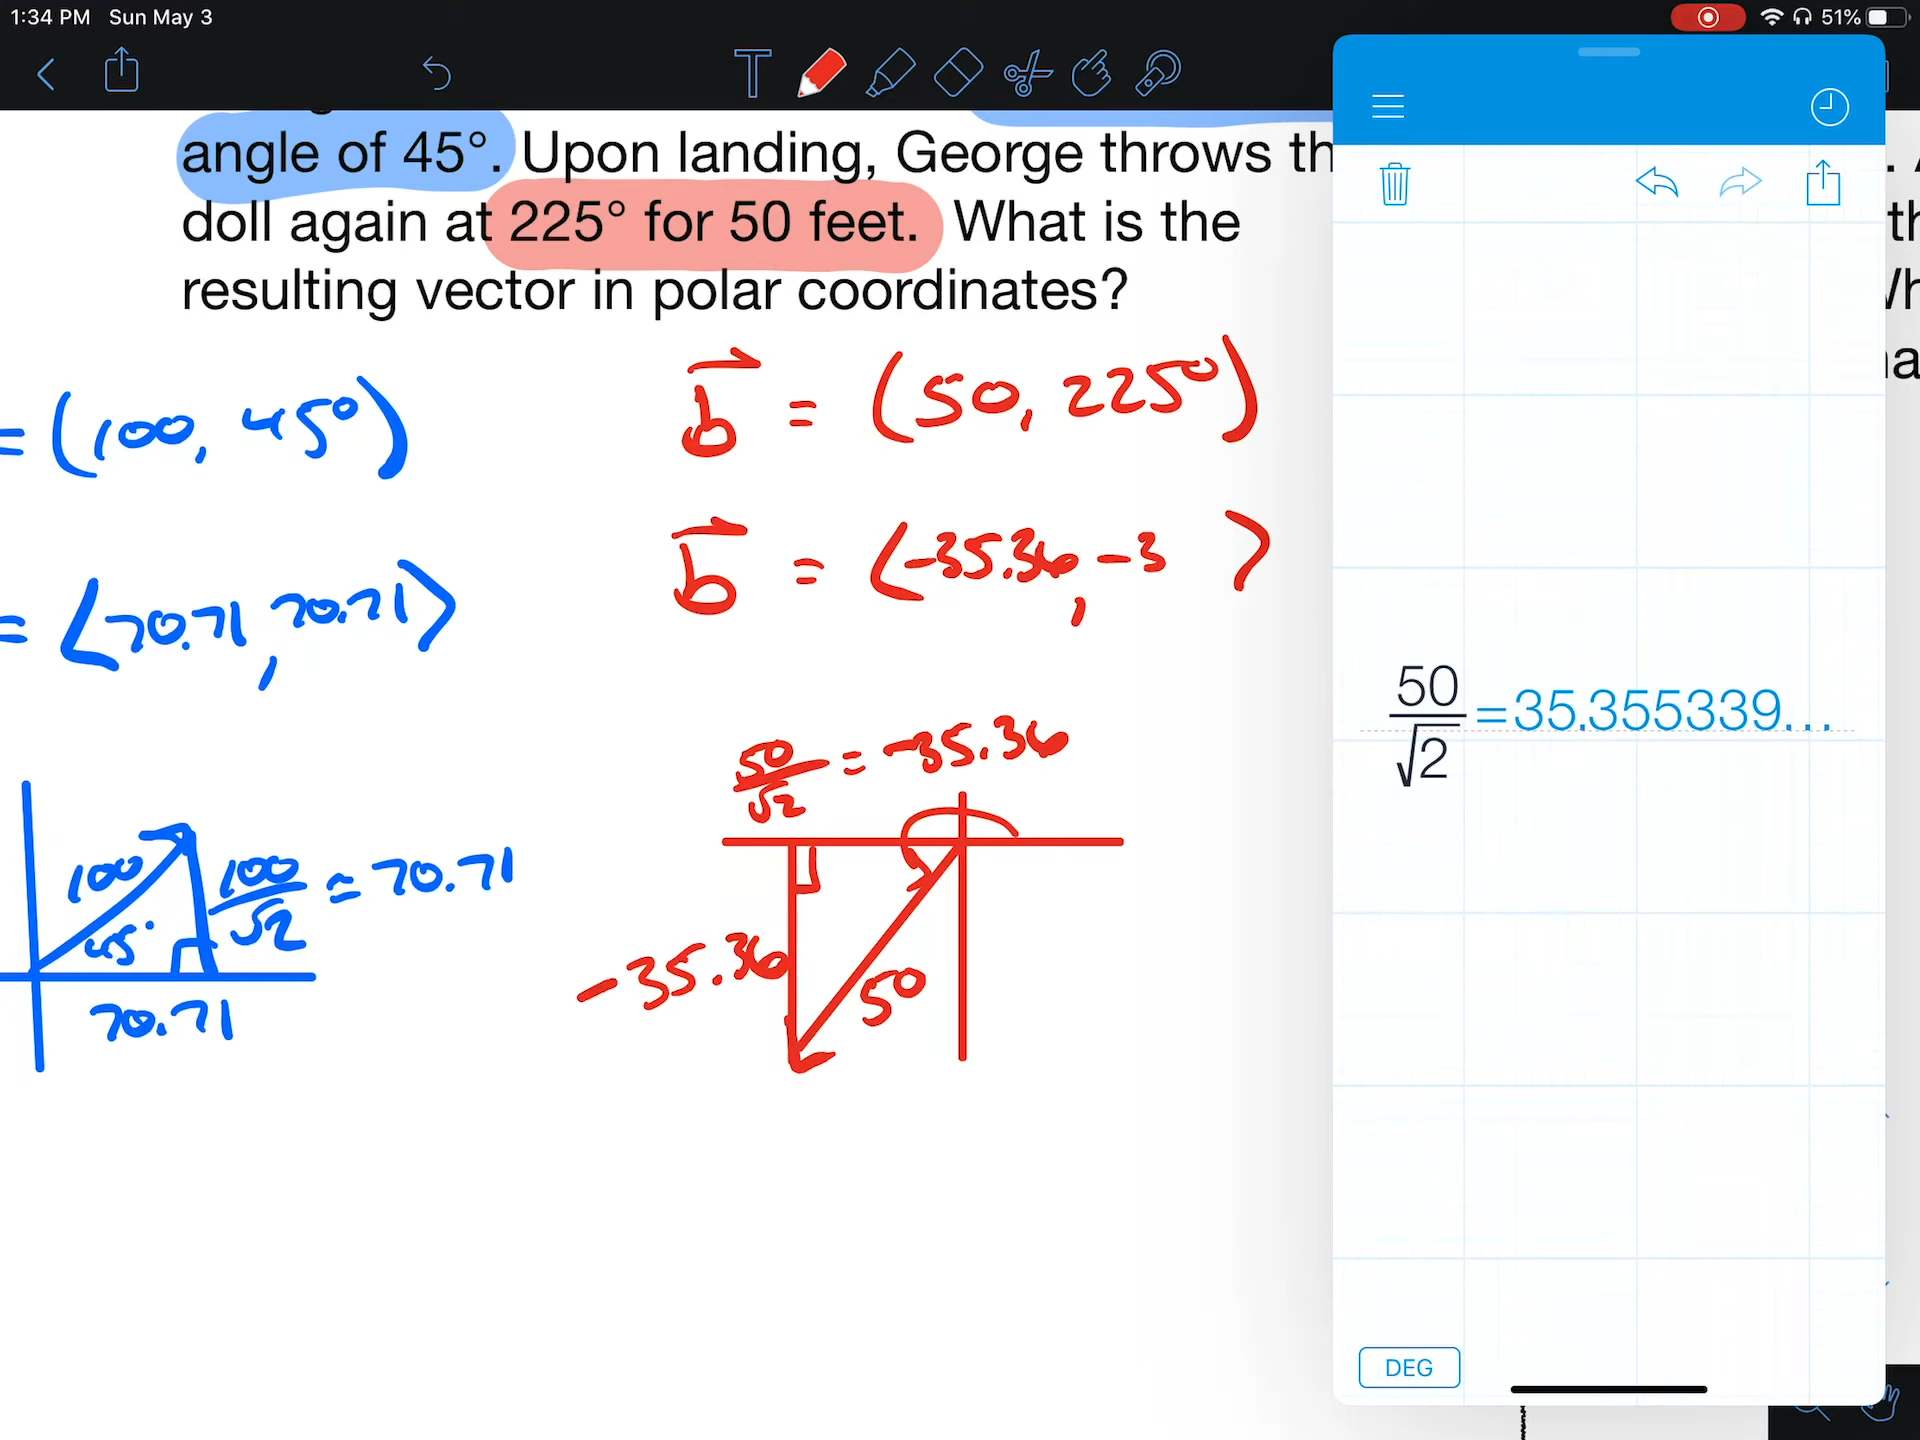 1:34 PM Sun May 3
51%
angle of 45°. Upon landing, George throws th
doll again at 225° for 50 feet. What is the
resulting vector in polar coordinates?
= (100, 45°)
b = (50, 225°)
= ⟨70.71, 70.71⟩
b = ⟨-35.36, -3 ⟩
50/√2 = -35.36
100
45°
100/√2 = 70.71
70.71
-35.36
50
50/√2 =35.355339...
DEG